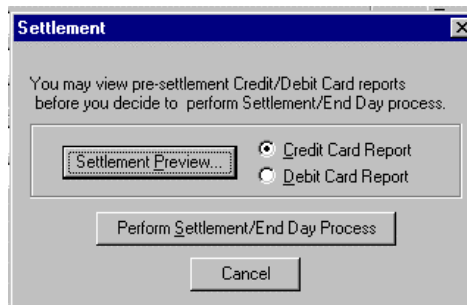 Settlement
You may view pre-settlement Credit/Debit Card reports
before you decide to perform Settlement/End Day process.
Settlement Preview...
Credit Card Report
Debit Card Report
Perform Settlement/End Day Process
Cancel